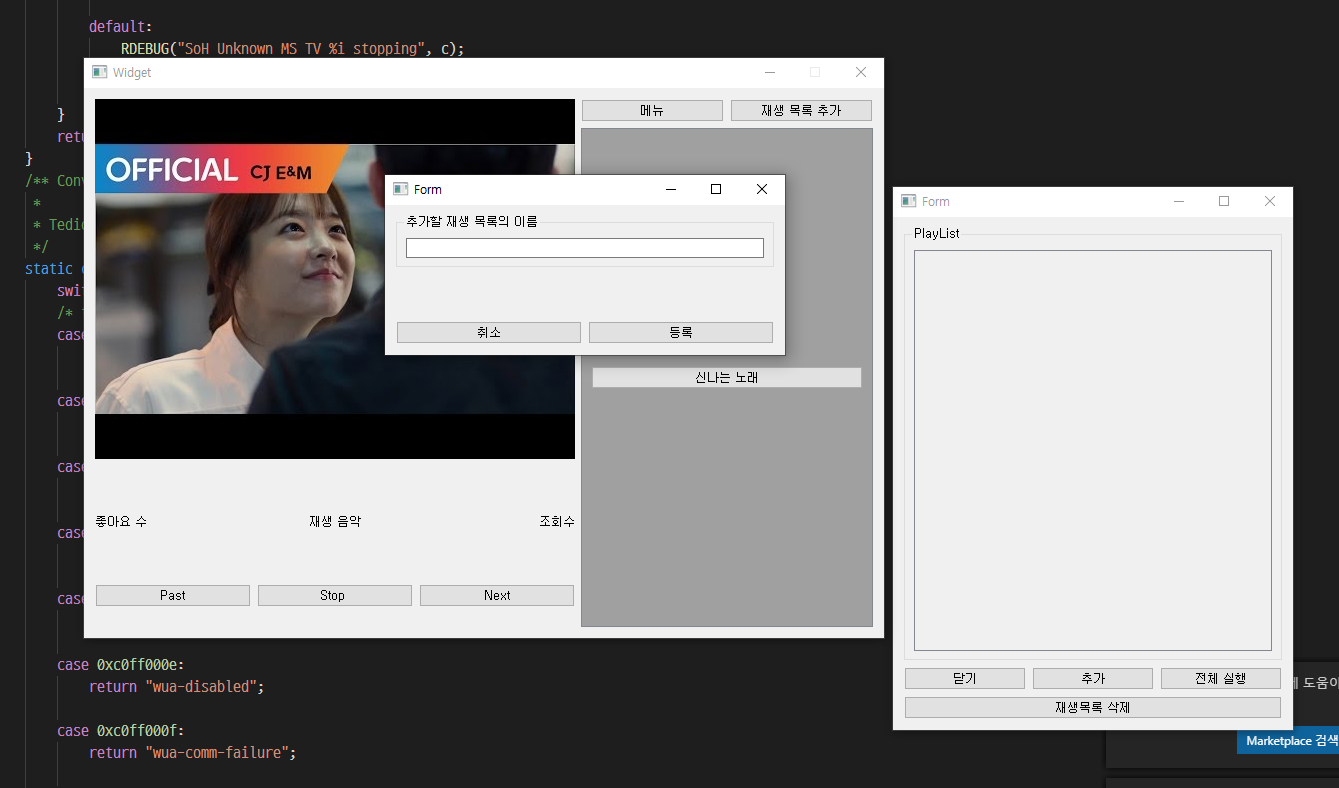 default:
RDEBUG("SoH Unknown MS TV %i stopping", c);
}
retu
}
/** Conv
*
* Tedio
*/
static c
swit
/* t
case
case
case
case
case
case 0xc0ff000e:
return "wua-disabled";
case 0xc0ff000f:
return "wua-comm-failure";
Widget
OFFICIAL CJ E&M
메뉴
재생 목록 추가
신나는 노래
좋아요 수
재생 음악
조회수
Past
Stop
Next
Form
추가할 재생 목록의 이름
취소
등록
Form
PlayList
닫기
추가
전체 실행
재생목록 삭제
도움이
Marketplace 검색